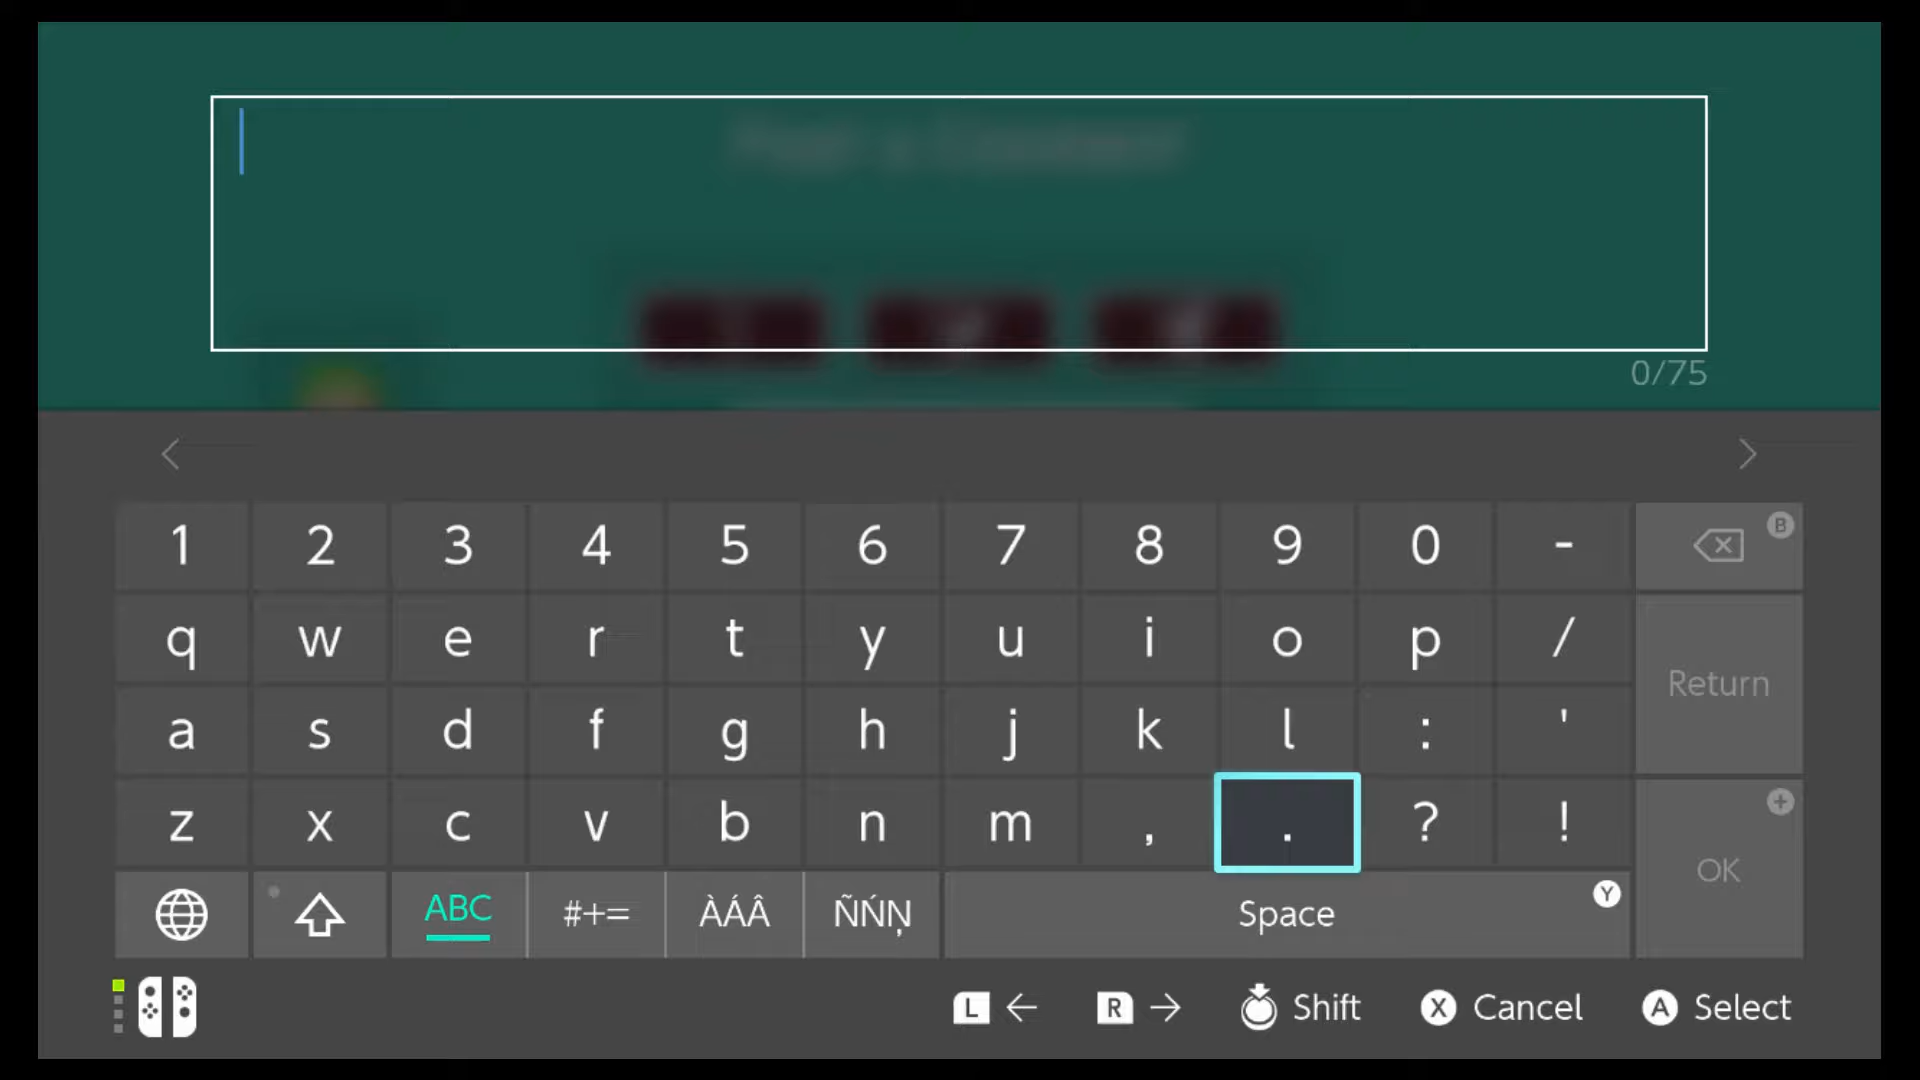 0/75
1 2 3 4 5 6 7 8 9 0 - B
q w e r t y u i o p / Return
a s d f g h j k l : '
z x c v b n m , . ? ! +
ABC #+= ÀÁÂ ÑŃŅ Space Y OK
L ← R → Shift X Cancel A Select